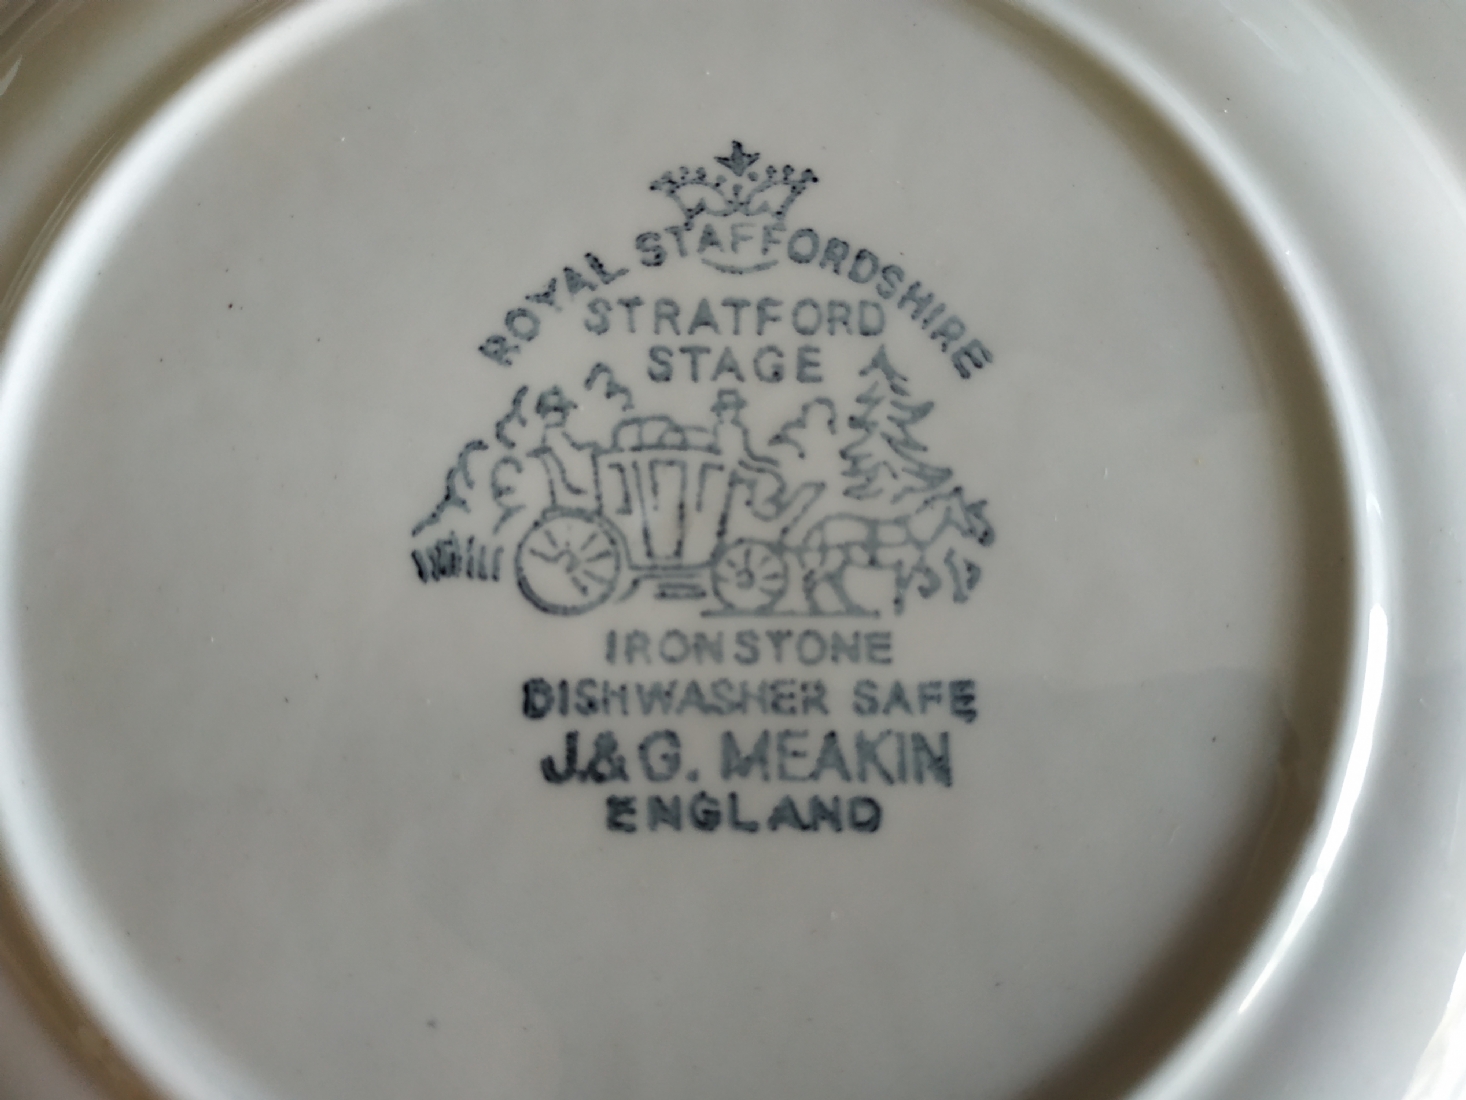 ROYAL STAFFORDSHIRE
STRATFORD
STAGE
IRONSTONE
DISHWASHER SAFE
J.& G. MEAKIN
ENGLAND